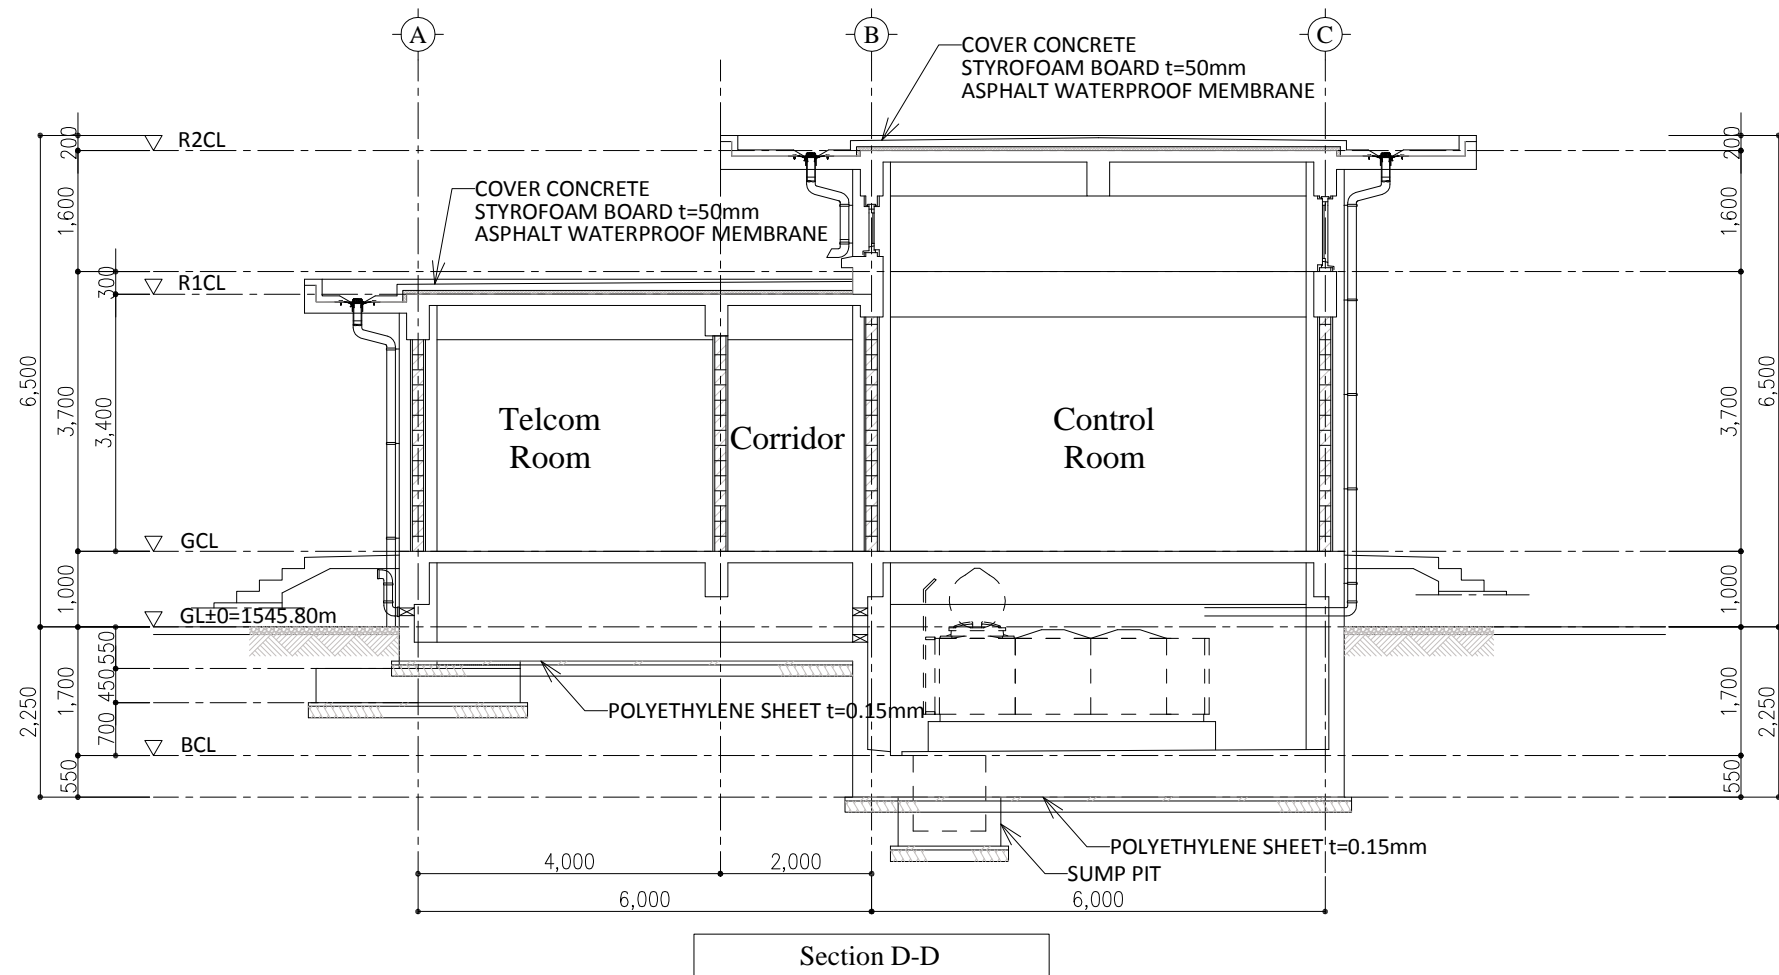 A
B
C
COVER CONCRETE
STYROFOAM BOARD t=50mm
ASPHALT WATERPROOF MEMBRANE
R2CL
200
200
COVER CONCRETE
STYROFOAM BOARD t=50mm
ASPHALT WATERPROOF MEMBRANE
1,600
1,600
R1CL
300
6,500
3,700
3,400
Telcom
Room
Corridor
Control
Room
3,700
6,500
GCL
1,000
1,000
GL±0=1545.80m
550
450
700
1,700
2,250
1,700
2,250
POLYETHYLENE SHEET t=0.15mm
BCL
550
550
POLYETHYLENE SHEET t=0.15mm
SUMP PIT
4,000
2,000
6,000
6,000
Section D-D